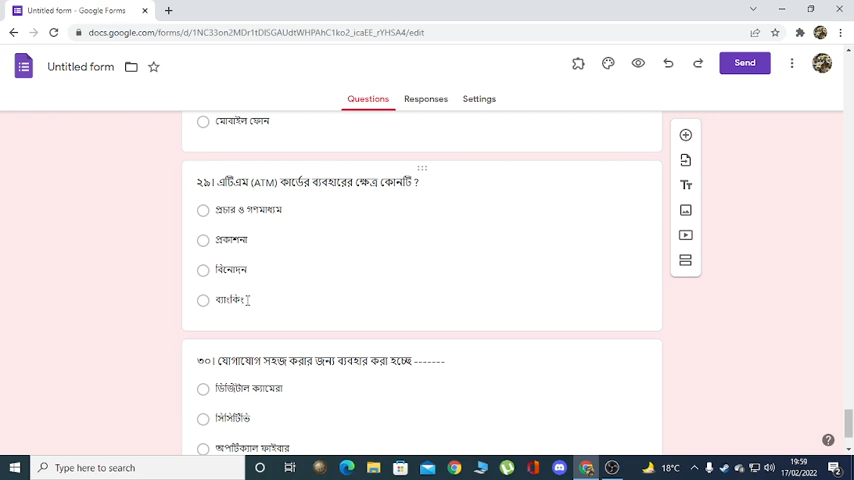 Untitled form - Google Forms
docs.google.com/forms/d/1NC33on2MDr1tDISGAUdtWHPAhC1ko2_icaEE_rYHSA4/edit
Untitled form
Send
Questions Responses Settings
মোবাইল ফোন
২৯। এটিএম (ATM) কার্ডের ব্যবহারের ক্ষেত্র কোনটি ?
প্রচার ও গণমাধ্যম
প্রকাশনা
বিনোদন
ব্যাংকিং
৩০। যোগাযোগ সহজ করার জন্য ব্যবহার করা হচ্ছে -------
ডিজিটাল ক্যামেরা
সিসিটিভি
অপটিক্যাল ফাইবার
Type here to search
18°C
19:59
17/02/2022
2